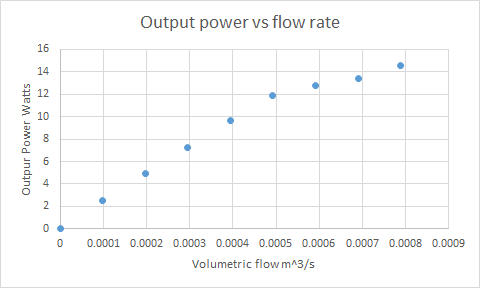 Output power vs flow rate
16
14
12
10
8
6
4
2
0
Outpur Power Watts
0 0.0001 0.0002 0.0003 0.0004 0.0005 0.0006 0.0007 0.0008 0.0009
Volumetric flow m^3/s